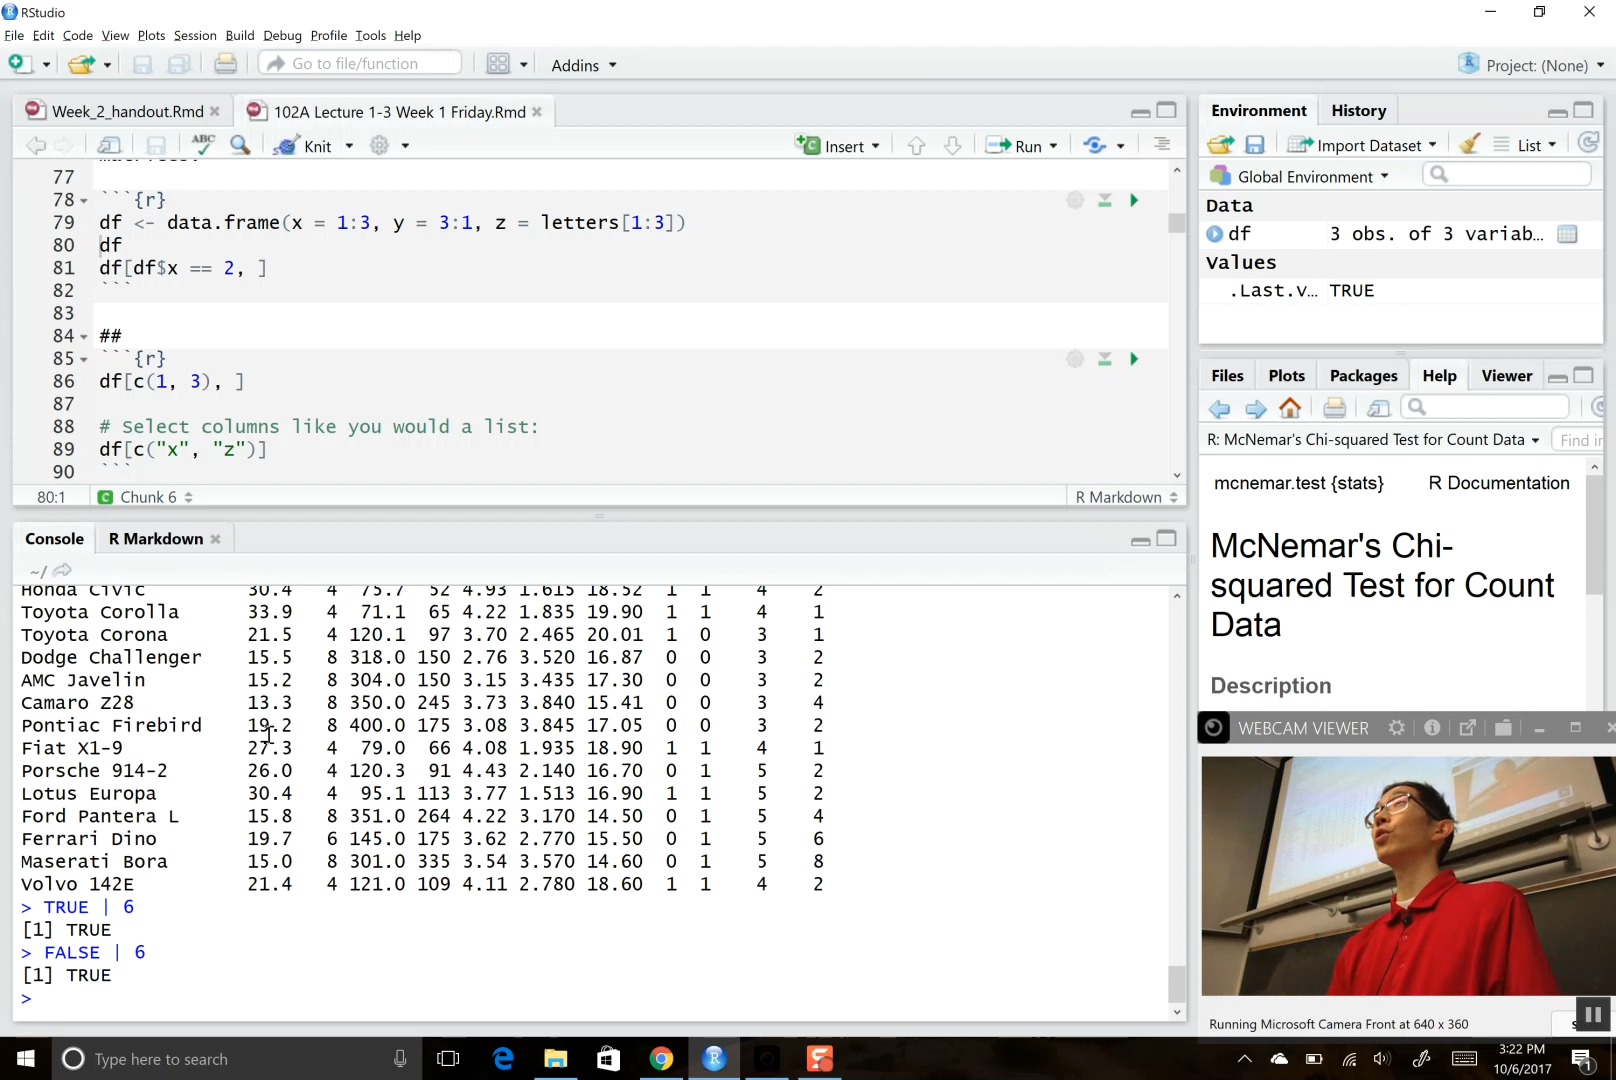 RStudio
File Edit Code View Plots Session Build Debug Profile Tools Help
Go to file/function
Addins
Project: (None)
Week_2_handout.Rmd
102A Lecture 1-3 Week 1 Friday.Rmd
ABC
Knit
Insert
Run
77
78 ```{r}
79 df <- data.frame(x = 1:3, y = 3:1, z = letters[1:3])
80 df
81 df[df$x == 2, ]
82 ```
83
84 ##
85 ```{r}
86 df[c(1, 3), ]
87
88 # Select columns like you would a list:
89 df[c("x", "z")]
90 ```
80:1 Chunk 6 R Markdown
Console R Markdown
~/
Honda Civic 30.4 4 75.7 52 4.93 1.615 18.52 1 1 4 2
Toyota Corolla 33.9 4 71.1 65 4.22 1.835 19.90 1 1 4 1
Toyota Corona 21.5 4 120.1 97 3.70 2.465 20.01 1 0 3 1
Dodge Challenger 15.5 8 318.0 150 2.76 3.520 16.87 0 0 3 2
AMC Javelin 15.2 8 304.0 150 3.15 3.435 17.30 0 0 3 2
Camaro Z28 13.3 8 350.0 245 3.73 3.840 15.41 0 0 3 4
Pontiac Firebird 19.2 8 400.0 175 3.08 3.845 17.05 0 0 3 2
Fiat X1-9 27.3 4 79.0 66 4.08 1.935 18.90 1 1 4 1
Porsche 914-2 26.0 4 120.3 91 4.43 2.140 16.70 0 1 5 2
Lotus Europa 30.4 4 95.1 113 3.77 1.513 16.90 1 1 5 2
Ford Pantera L 15.8 8 351.0 264 4.22 3.170 14.50 0 1 5 4
Ferrari Dino 19.7 6 145.0 175 3.62 2.770 15.50 0 1 5 6
Maserati Bora 15.0 8 301.0 335 3.54 3.570 14.60 0 1 5 8
Volvo 142E 21.4 4 121.0 109 4.11 2.780 18.60 1 1 4 2
> TRUE | 6
[1] TRUE
> FALSE | 6
[1] TRUE
>
Environment History
Import Dataset List
Global Environment
Data
df 3 obs. of 3 variab...
Values
.Last.v... TRUE
Files Plots Packages Help Viewer
R: McNemar's Chi-squared Test for Count Data Find in
mcnemar.test {stats} R Documentation
McNemar's Chi-
squared Test for Count
Data
Description
WEBCAM VIEWER
Running Microsoft Camera Front at 640 x 360
Type here to search
3:22 PM
10/6/2017
1